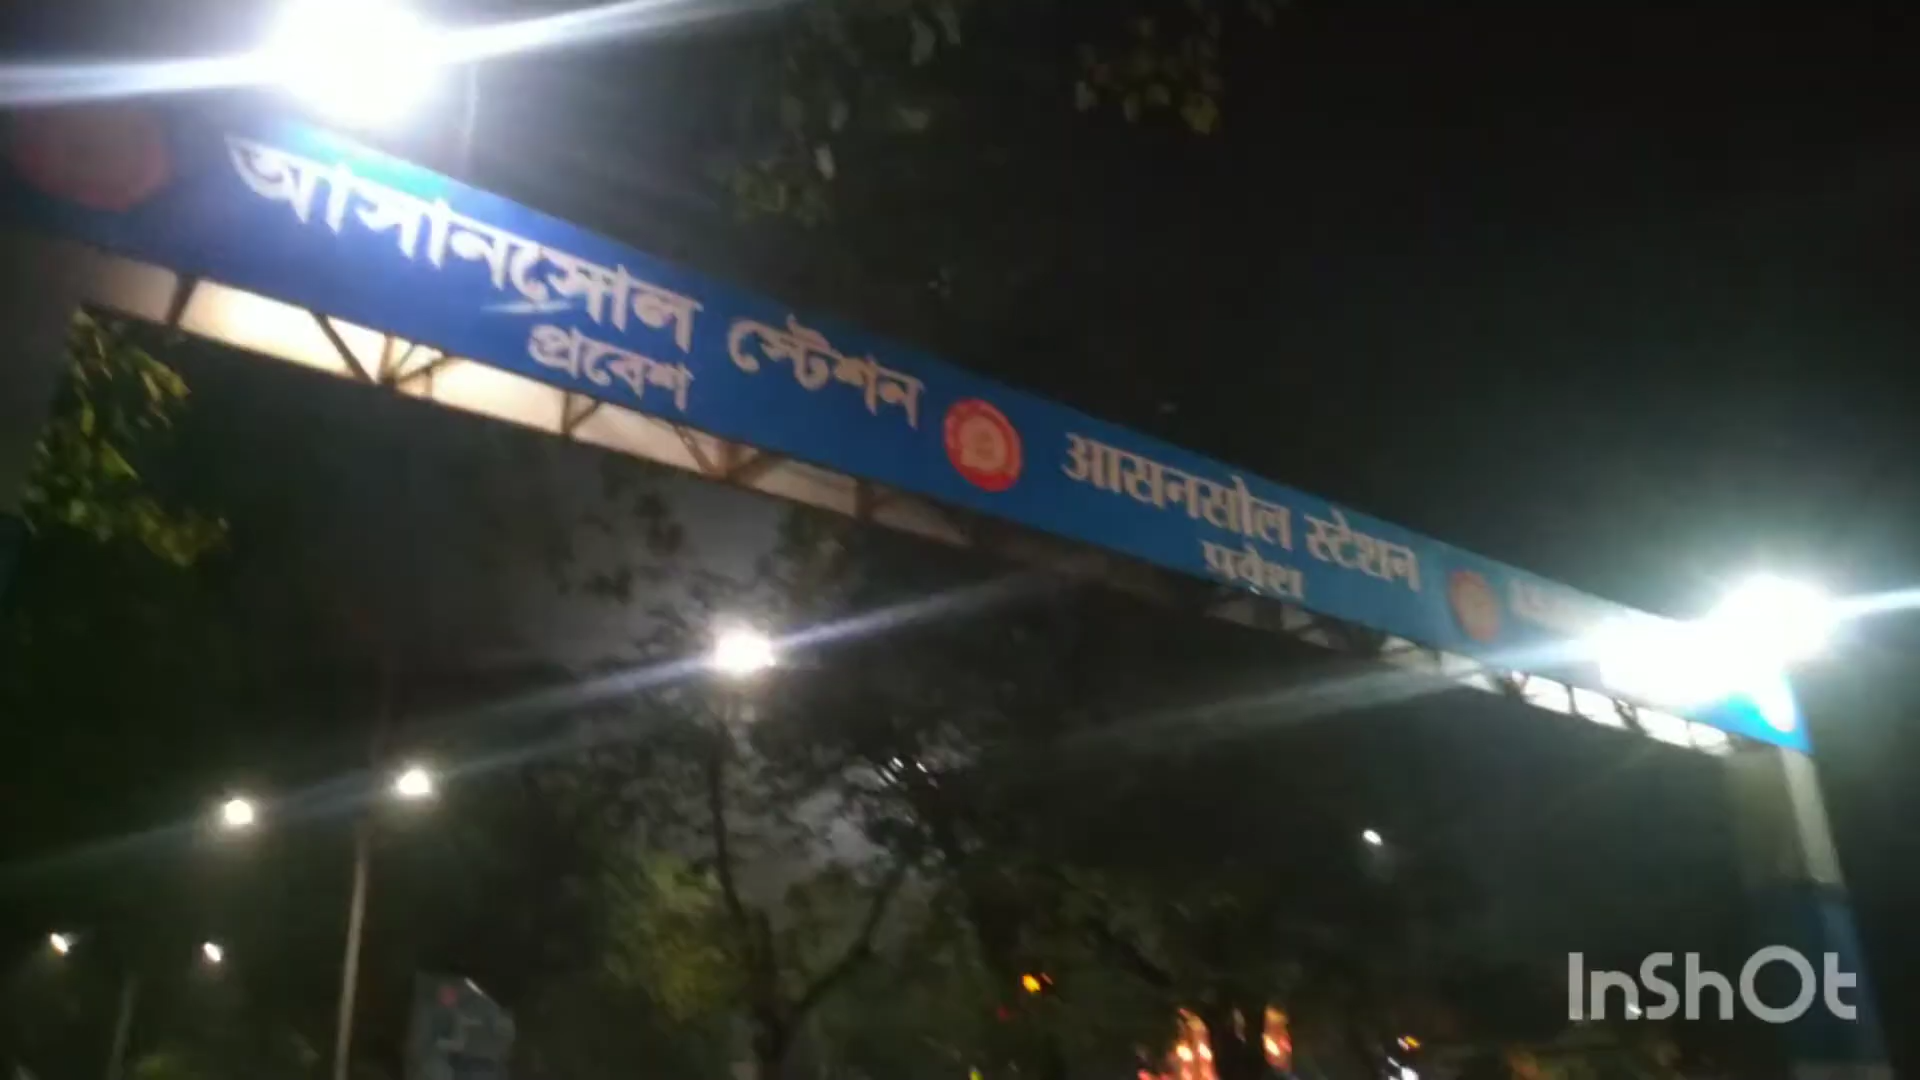 আসানসোল স্টেশন
প্রবেশ
आसनसोल स्टेशन
प्रवेश
InShOt